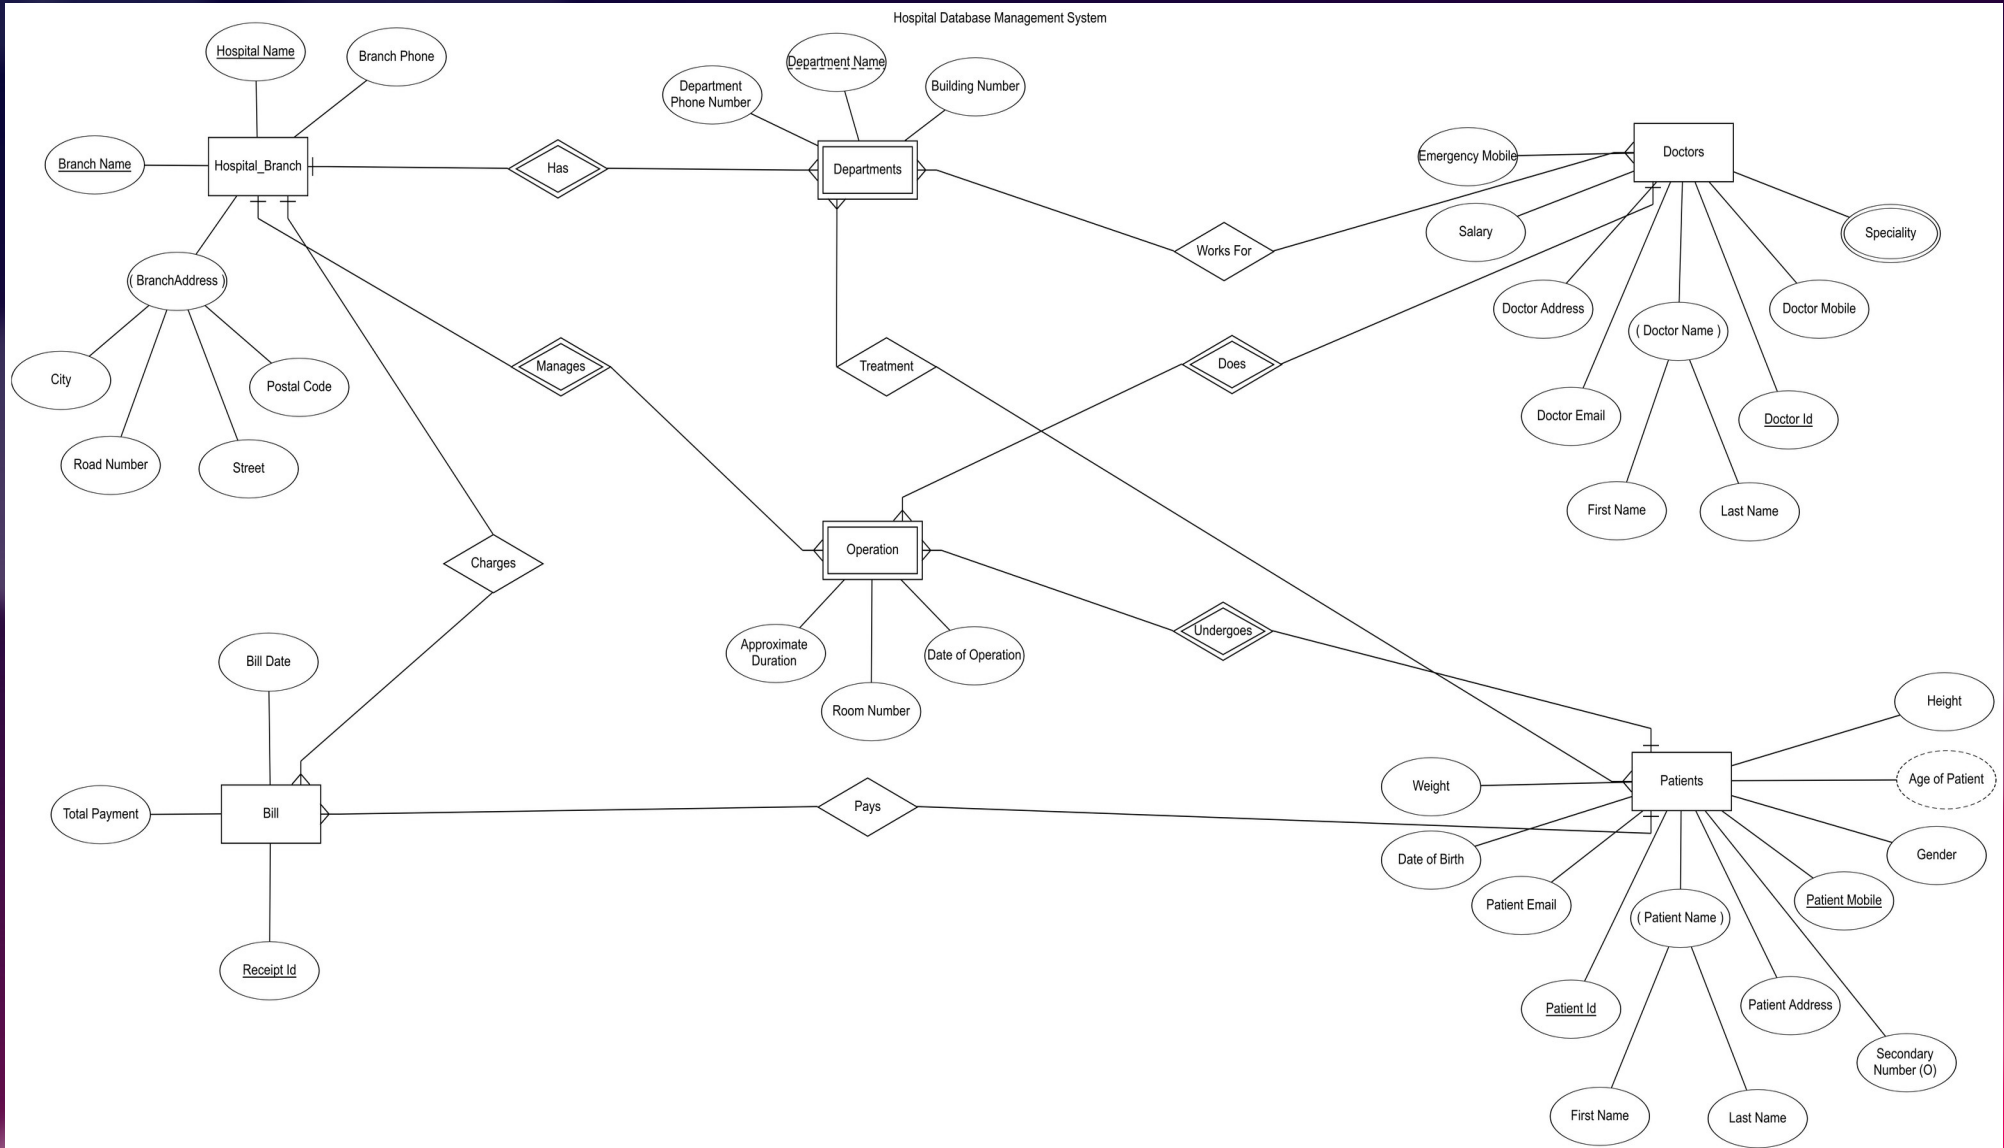 Hospital Database Management System
Hospital Name
Branch Phone
Branch Name
Hospital_Branch
( BranchAddress )
City
Postal Code
Road Number
Street
Has
Department
Phone Number
Department Name
Building Number
Departments
Emergency Mobile
Doctors
Salary
Speciality
Works For
Doctor Address
( Doctor Name )
Doctor Mobile
Doctor Email
Doctor Id
First Name
Last Name
Manages
Treatment
Does
Charges
Operation
Approximate
Duration
Room Number
Date of Operation
Undergoes
Bill Date
Total Payment
Bill
Receipt Id
Pays
Height
Weight
Patients
Age of Patient
Date of Birth
Gender
Patient Email
( Patient Name )
Patient Mobile
Patient Id
Patient Address
Secondary
Number (O)
First Name
Last Name